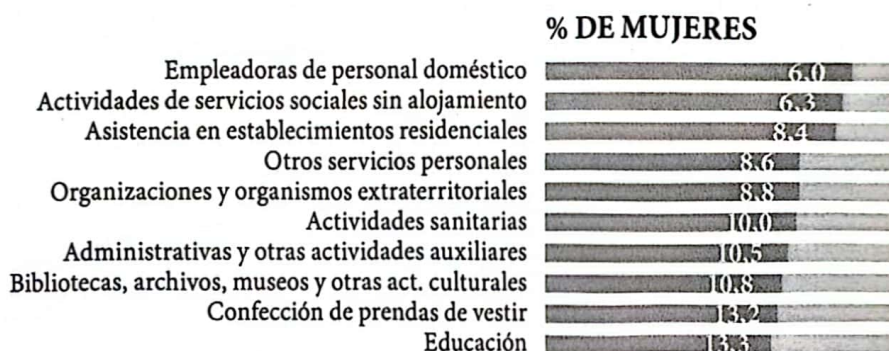 % DE MUJERES
Empleadoras de personal doméstico 6.0
Actividades de servicios sociales sin alojamiento 6.3
Asistencia en establecimientos residenciales 8.4
Otros servicios personales 8.6
Organizaciones y organismos extraterritoriales 8.8
Actividades sanitarias 10.0
Administrativas y otras actividades auxiliares 10.5
Bibliotecas, archivos, museos y otras act. culturales 10.8
Confección de prendas de vestir 13.2
Educación 13.3